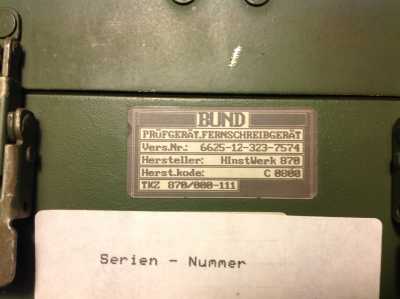 BUND
PRÜFGERÄT,FERNSCHREIBGERÄT
Vers.Nr.: 6625-12-323-7574
Hersteller: HInstWerk 870
Herst.kode: C 0800
TKZ 870/000-111
Serien - Nummer